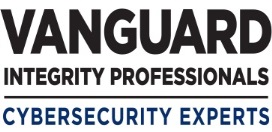 VANGUARD
INTEGRITY PROFESSIONALS
CYBERSECURITY EXPERTS